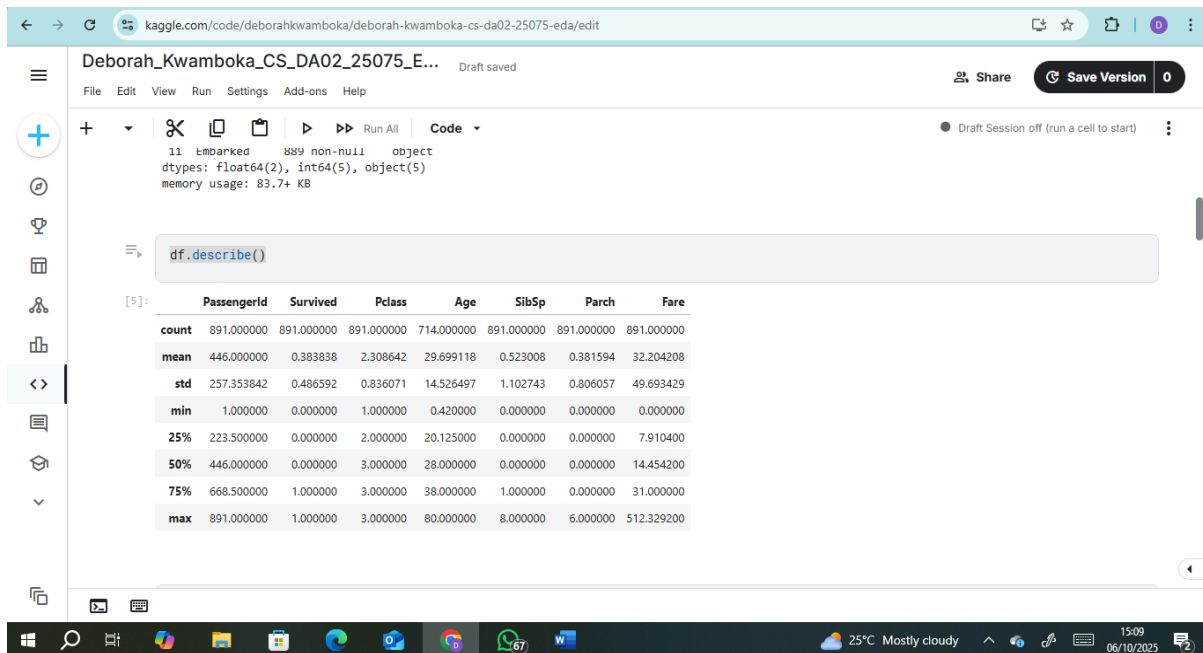 kaggle.com/code/deborahkwamboka/deborah-kwamboka-cs-da02-25075-eda/edit
D
Deborah_Kwamboka_CS_DA02_25075_E... Draft saved
File Edit View Run Settings Add-ons Help
Share
Save Version 0
Run All Code
Draft Session off (run a cell to start)
11 Embarked 889 non-null object
dtypes: float64(2), int64(5), object(5)
memory usage: 83.7+ KB
df.describe()
[5]:
PassengerId Survived Pclass Age SibSp Parch Fare
count 891.000000 891.000000 891.000000 714.000000 891.000000 891.000000 891.000000
mean 446.000000 0.383838 2.308642 29.699118 0.523008 0.381594 32.204208
std 257.353842 0.486592 0.836071 14.526497 1.102743 0.806057 49.693429
min 1.000000 0.000000 1.000000 0.420000 0.000000 0.000000 0.000000
25% 223.500000 0.000000 2.000000 20.125000 0.000000 0.000000 7.910400
50% 446.000000 0.000000 3.000000 28.000000 0.000000 0.000000 14.454200
75% 668.500000 1.000000 3.000000 38.000000 1.000000 0.000000 31.000000
max 891.000000 1.000000 3.000000 80.000000 8.000000 6.000000 512.329200
67
W
25°C Mostly cloudy
15:09
06/10/2025
2